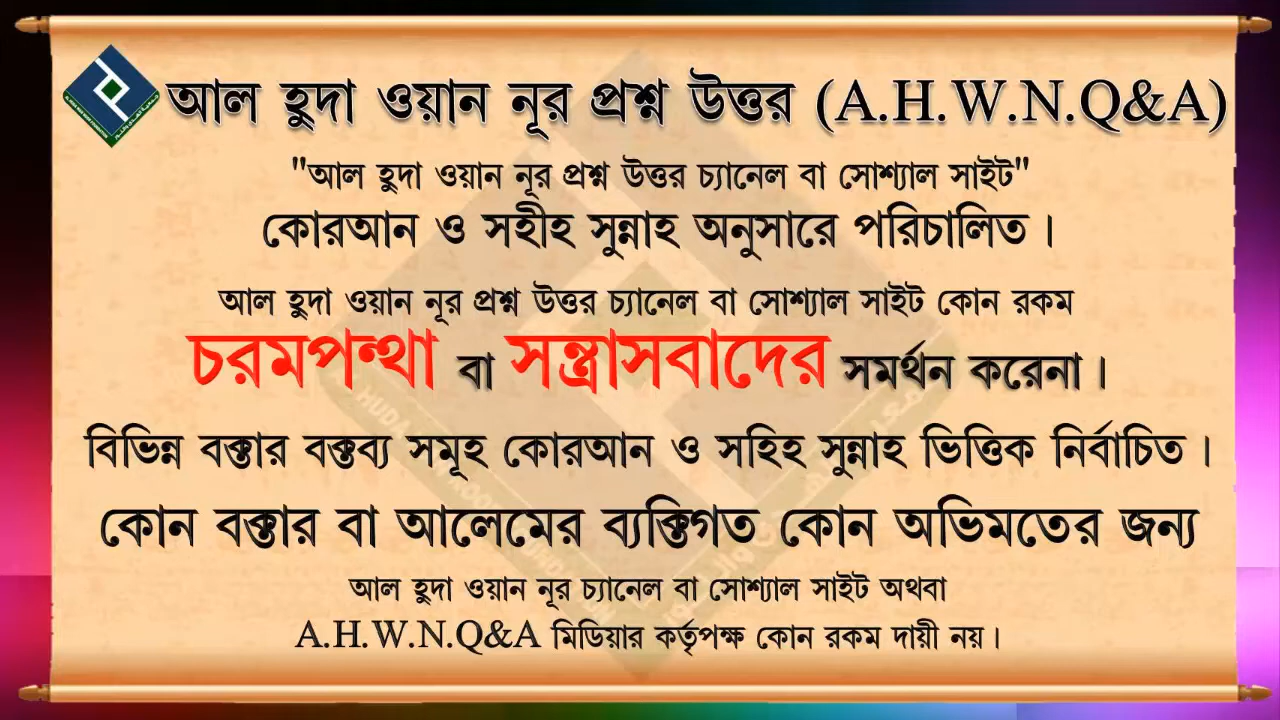 আল হুদা ওয়ান নূর প্রশ্ন উত্তর (A.H.W.N.Q&A)
"আল হুদা ওয়ান নূর প্রশ্ন উত্তর চ্যানেল বা সোশ্যাল সাইট"
কোরআন ও সহীহ সুন্নাহ অনুসারে পরিচালিত।
আল হুদা ওয়ান নূর প্রশ্ন উত্তর চ্যানেল বা সোশ্যাল সাইট কোন রকম
চরমপন্থা বা সন্ত্রাসবাদের সমর্থন করেনা।
বিভিন্ন বক্তার বক্তব্য সমূহ কোরআন ও সহিহ সুন্নাহ ভিত্তিক নির্বাচিত।
কোন বক্তার বা আলেমের ব্যক্তিগত কোন অভিমতের জন্য
আল হুদা ওয়ান নূর চ্যানেল বা সোশ্যাল সাইট অথবা
A.H.W.N.Q&A মিডিয়ার কর্তৃপক্ষ কোন রকম দায়ী নয়।